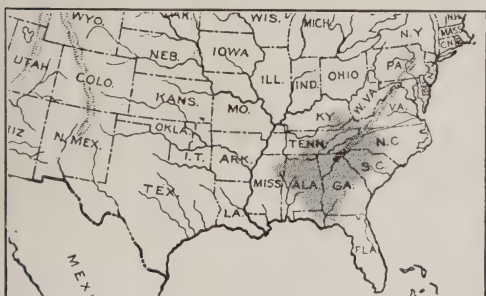 WYO.
WIS.
MICH.
N.Y
N.H
MASS
CN
NEB.
IOWA
PA.
UTAH
COLO.
ILL.
IND.
OHIO
N.J
W.VA.
VA.
KANS.
MO.
KY.
OKLA.
TENN.
N.C
N. MEX.
I.T.
ARK.
S.C.
TEX.
MISS
ALA.
GA.
LA.
FLA.
MEX